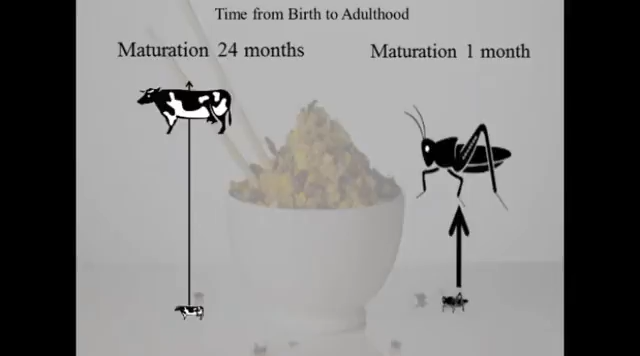 Time from Birth to Adulthood
Maturation 24 months
Maturation 1 month